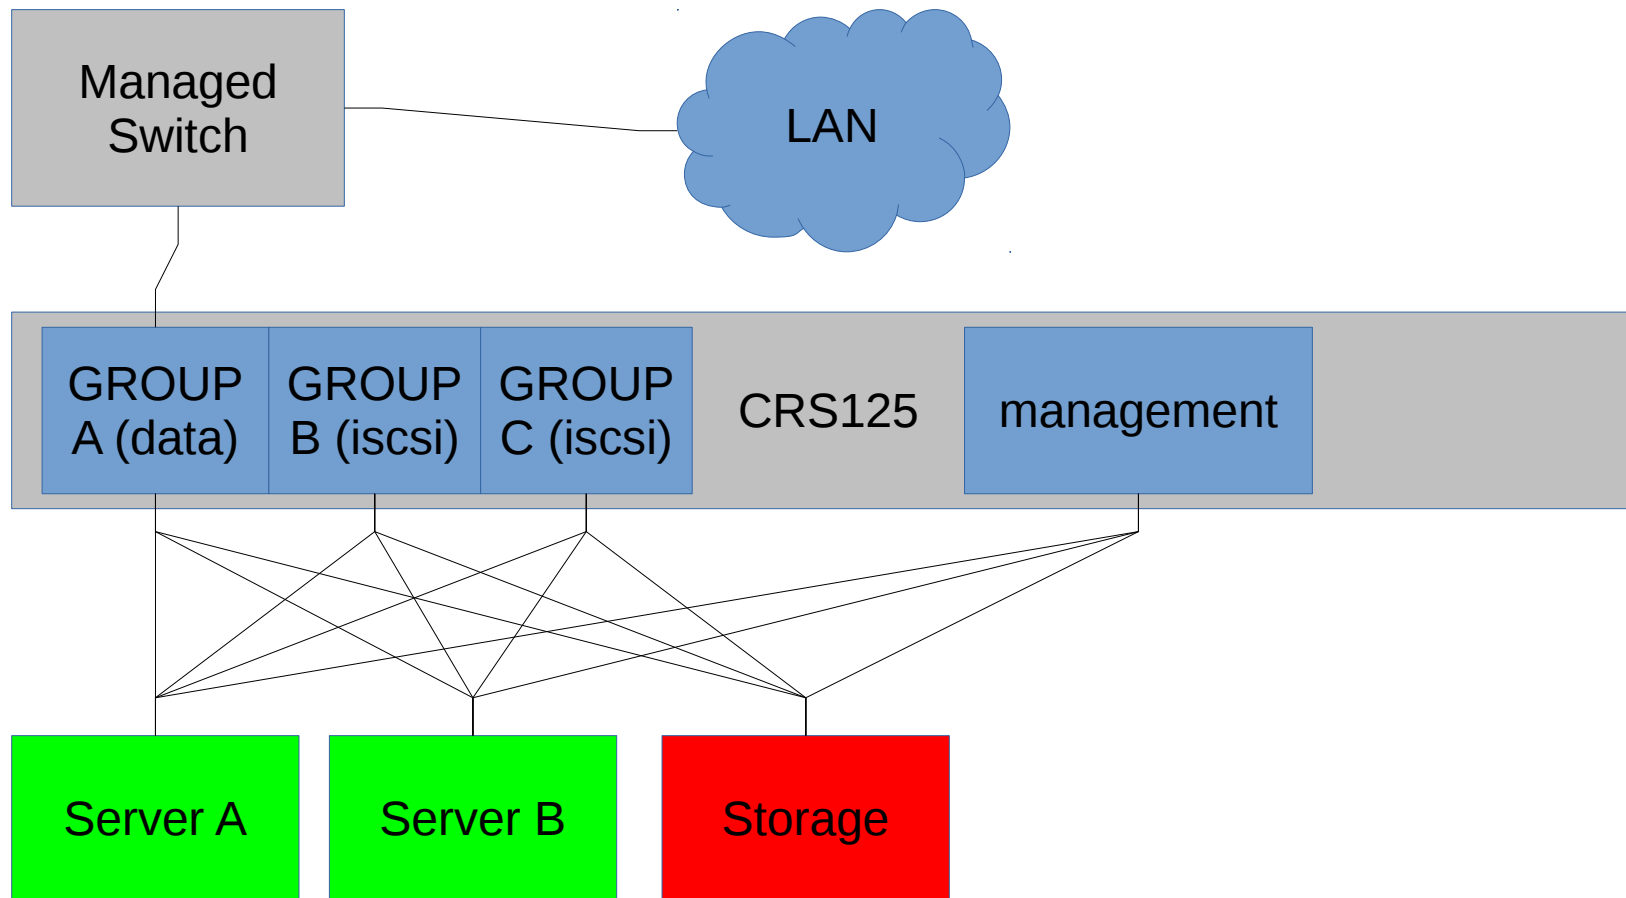 Managed
Switch
LAN
GROUP
A (data)
GROUP
B (iscsi)
GROUP
C (iscsi)
CRS125
management
Server A
Server B
Storage